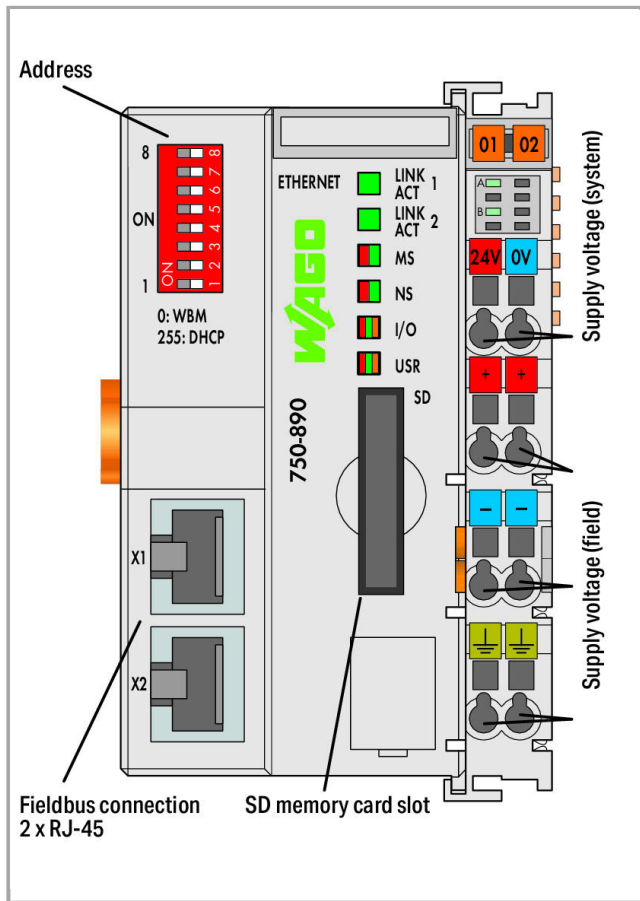 Address
8
ON
1
8
7
6
5
4
3
2
1
ON
0: WBM
255: DHCP
ETHERNET
LINK
ACT 1
LINK
ACT 2
MS
NS
I/O
USR
SD
WAGO
750-890
01 02
A
B
24V 0V
+ +
− −
Supply voltage (system)
Supply voltage (field)
X1
X2
Fieldbus connection
2 x RJ-45
SD memory card slot